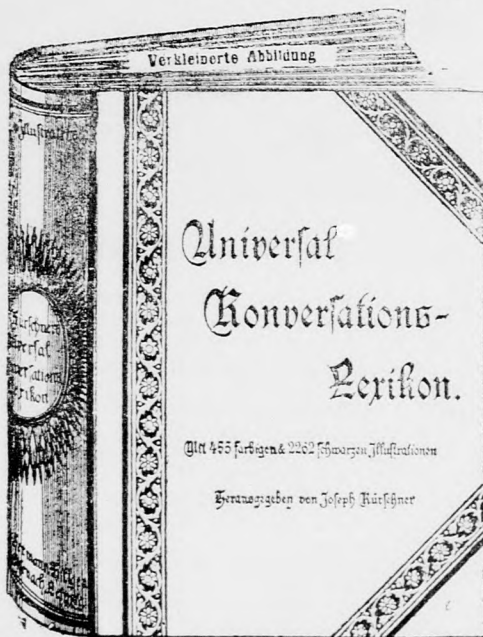 Verkleinerte Abbildung
Universal
Konversations-
Lexikon.
Mit 455 farbigen & 2262 schwarzen Illustrationen
Herausgegeben von Joseph Kürschner
Kürschners
Universal
Konversations
Lexikon